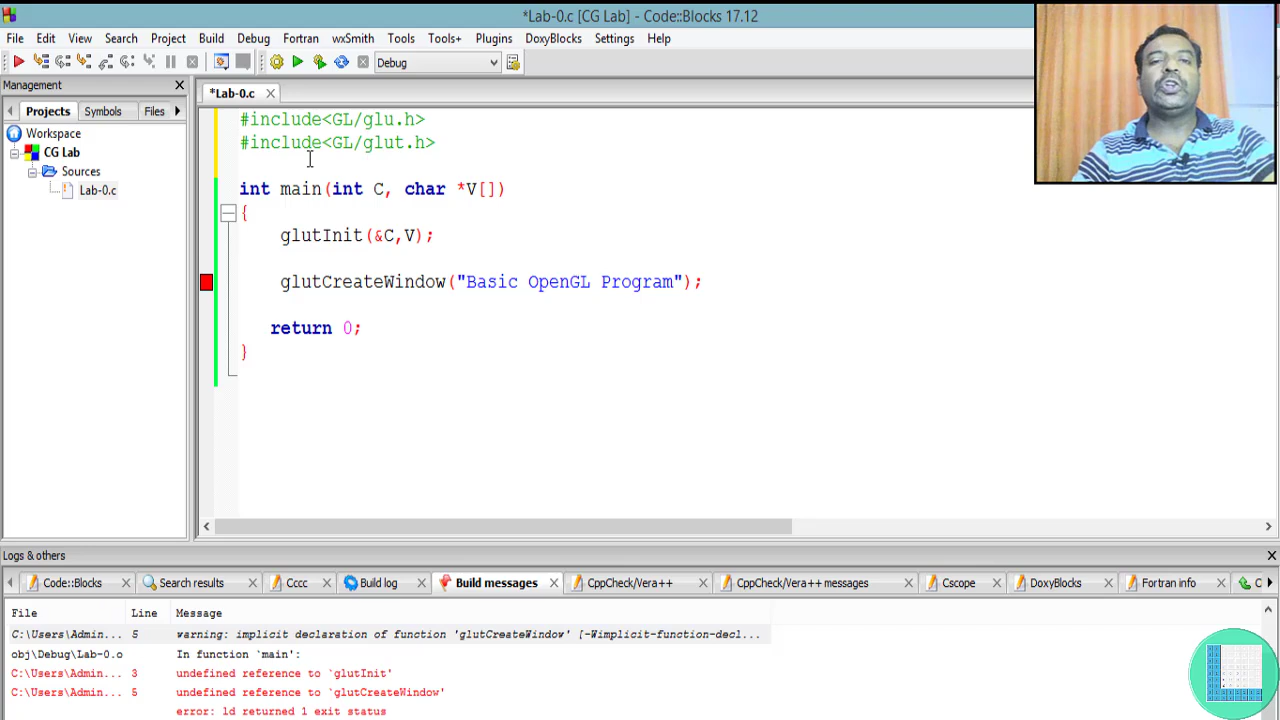 *Lab-0.c [CG Lab] - Code::Blocks 17.12
File Edit View Search Project Build Debug Fortran wxSmith Tools Tools+ Plugins DoxyBlocks Settings Help
Debug
Management
*Lab-0.c
Projects Symbols Files
#include<GL/glu.h>
Workspace
#include<GL/glut.h>
CG Lab
Sources
Lab-0.c
int main(int C, char *V[])
{
glutInit(&C,V);
glutCreateWindow("Basic OpenGL Program");
return 0;
}
Logs & others
Code::Blocks Search results Cccc Build log Build messages CppCheck/Vera++ CppCheck/Vera++ messages Cscope DoxyBlocks Fortran info C
File Line Message
C:\Users\Admin... 5 warning: implicit declaration of function 'glutCreateWindow' [-Wimplicit-function-decl...
obj\Debug\Lab-0.o In function `main':
C:\Users\Admin... 3 undefined reference to `glutInit'
C:\Users\Admin... 5 undefined reference to `glutCreateWindow'
error: ld returned 1 exit status